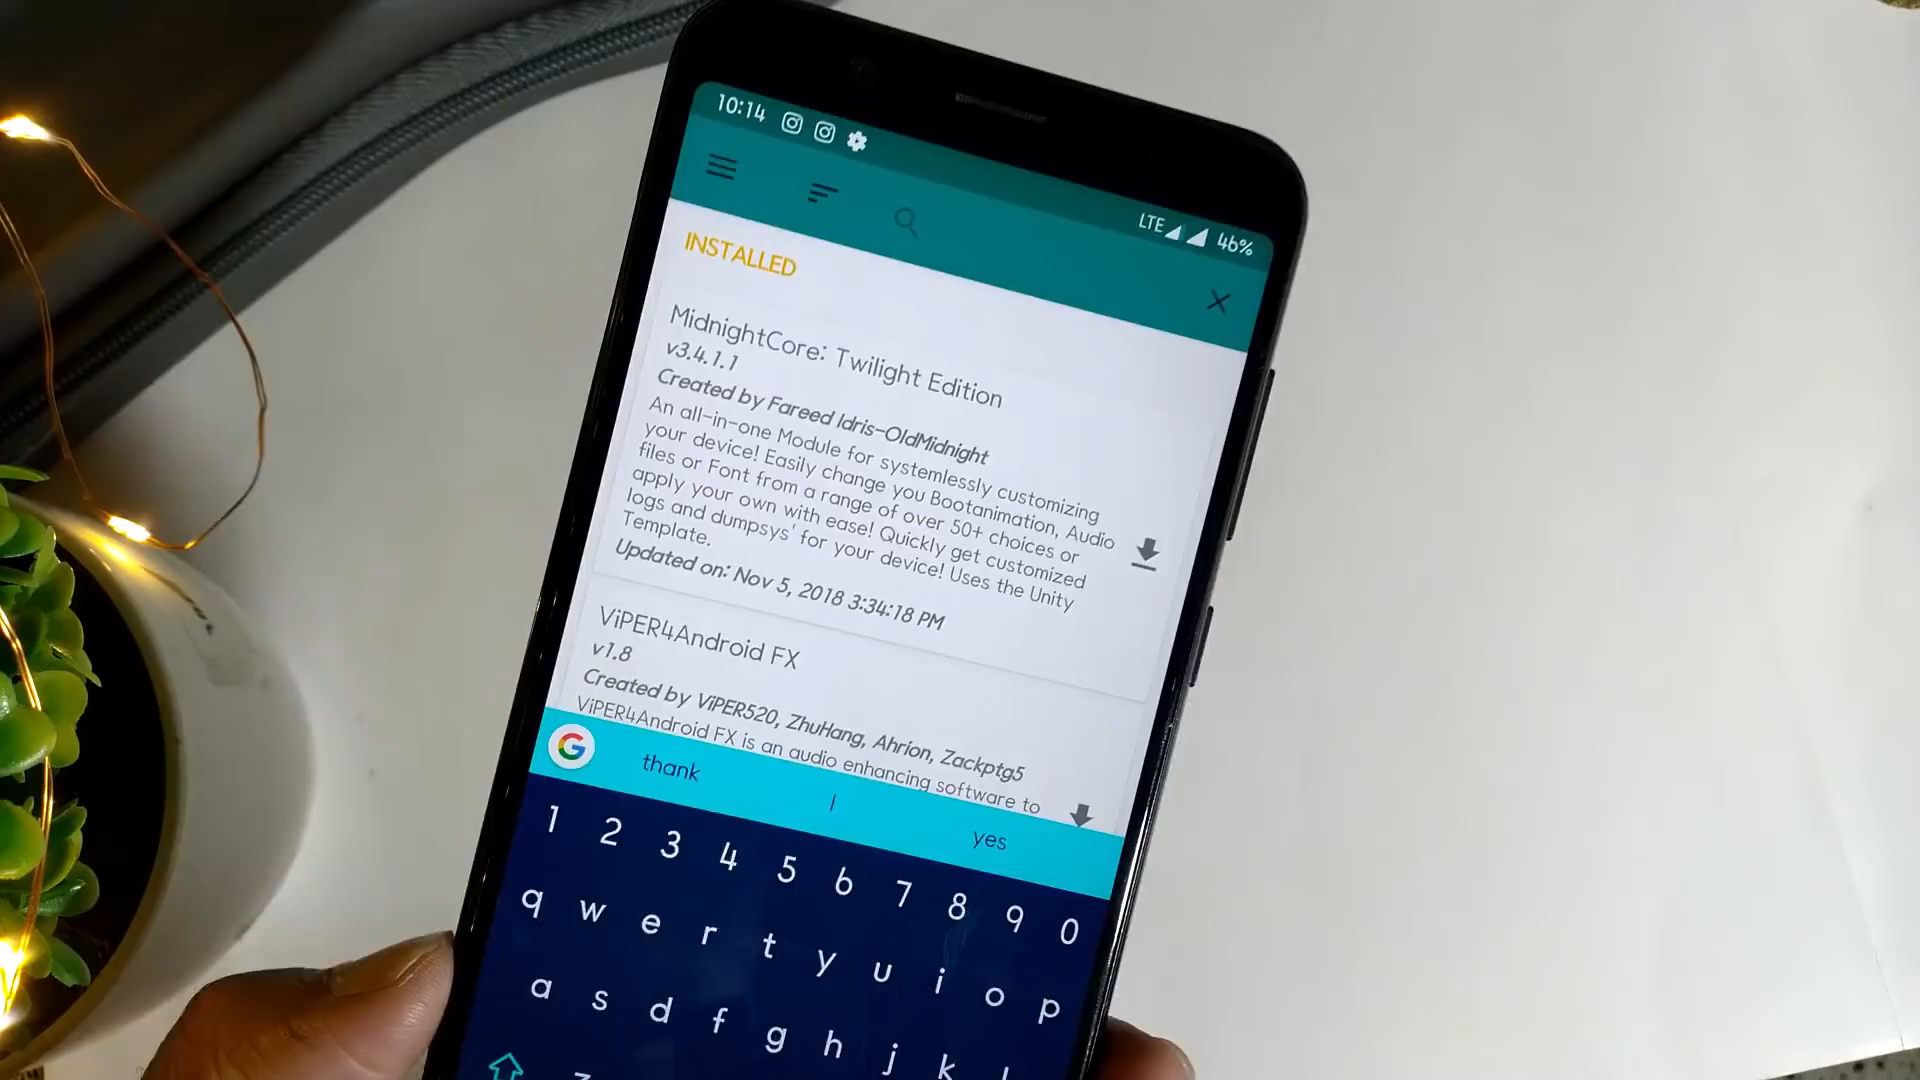 10:14
LTE 46%
INSTALLED
MidnightCore: Twilight Edition
v3.4.1.1
Created by Fareed Idris-OldMidnight
An all-in-one Module for systemlessly customizing
your device! Easily change you Bootanimation, Audio
files or Font from a range of over 50+ choices or
apply your own with ease! Quickly get customized
logs and dumpsys' for your device! Uses the Unity
Template.
Updated on: Nov 5, 2018 3:34:18 PM
ViPER4Android FX
v1.8
Created by ViPER520, ZhuHang, Ahrion, Zackptg5
ViPER4Android FX is an audio enhancing software to
G thank I yes
1 2 3 4 5 6 7 8 9 0
q w e r t y u i o p
a s d f g h j k l
z